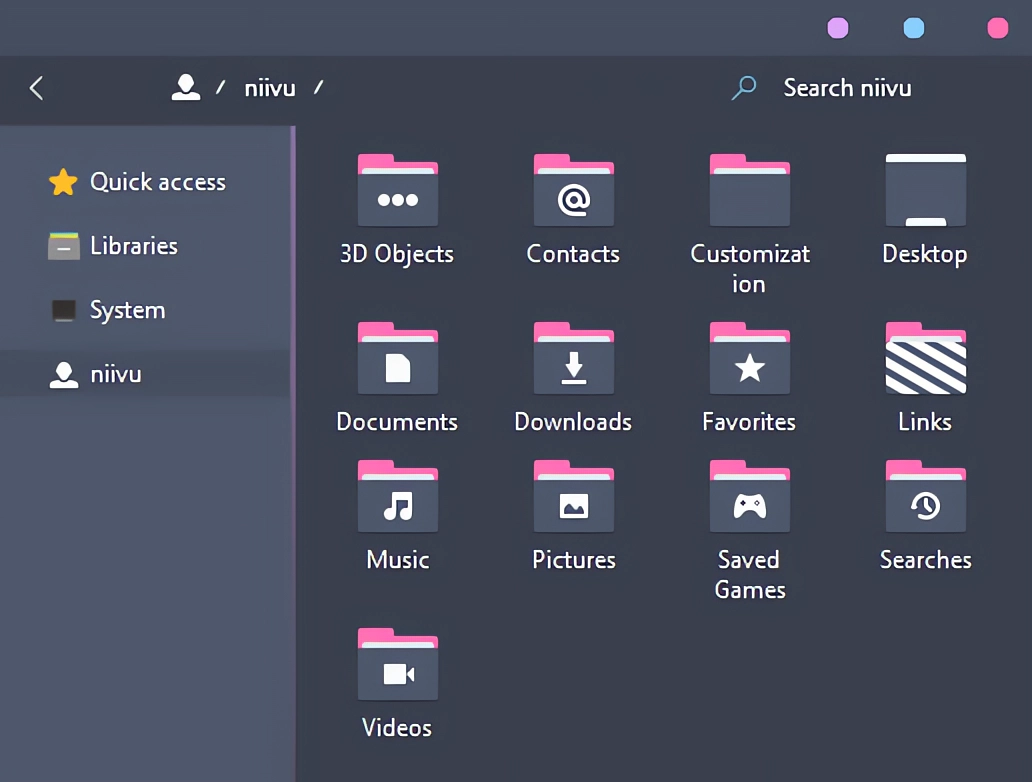 / niivu /
Search niivu
Quick access
Libraries
System
niivu
3D Objects
Contacts
Customizat
ion
Desktop
Documents
Downloads
Favorites
Links
Music
Pictures
Saved
Games
Searches
Videos